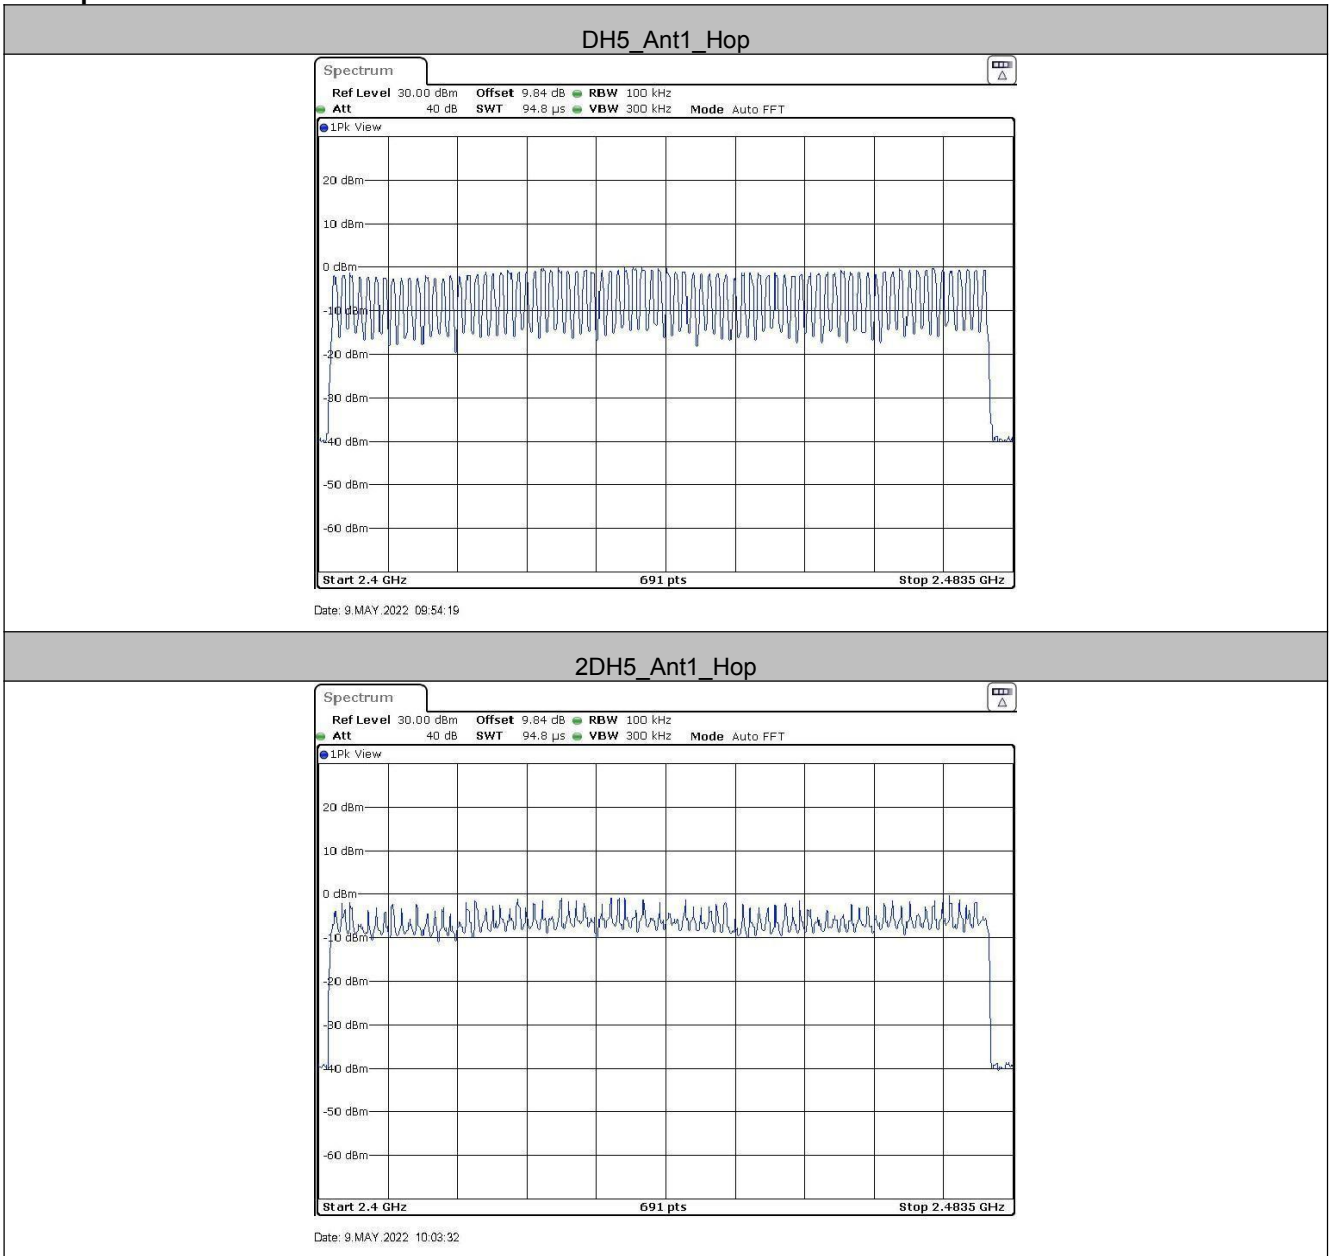 DH5_Ant1_Hop
Spectrum
Ref Level 30.00 dBm Offset 9.84 dB RBW 100 kHz
Att 40 dB SWT 94.8 µs VBW 300 kHz Mode Auto FFT
1Pk View
20 dBm
10 dBm
0 dBm
-10 dBm
-20 dBm
-30 dBm
-40 dBm
-50 dBm
-60 dBm
Start 2.4 GHz 691 pts Stop 2.4835 GHz
Date: 9.MAY.2022 09:54:19
2DH5_Ant1_Hop
Spectrum
Ref Level 30.00 dBm Offset 9.84 dB RBW 100 kHz
Att 40 dB SWT 94.8 µs VBW 300 kHz Mode Auto FFT
1Pk View
20 dBm
10 dBm
0 dBm
-10 dBm
-20 dBm
-30 dBm
-40 dBm
-50 dBm
-60 dBm
Start 2.4 GHz 691 pts Stop 2.4835 GHz
Date: 9.MAY.2022 10:03:32